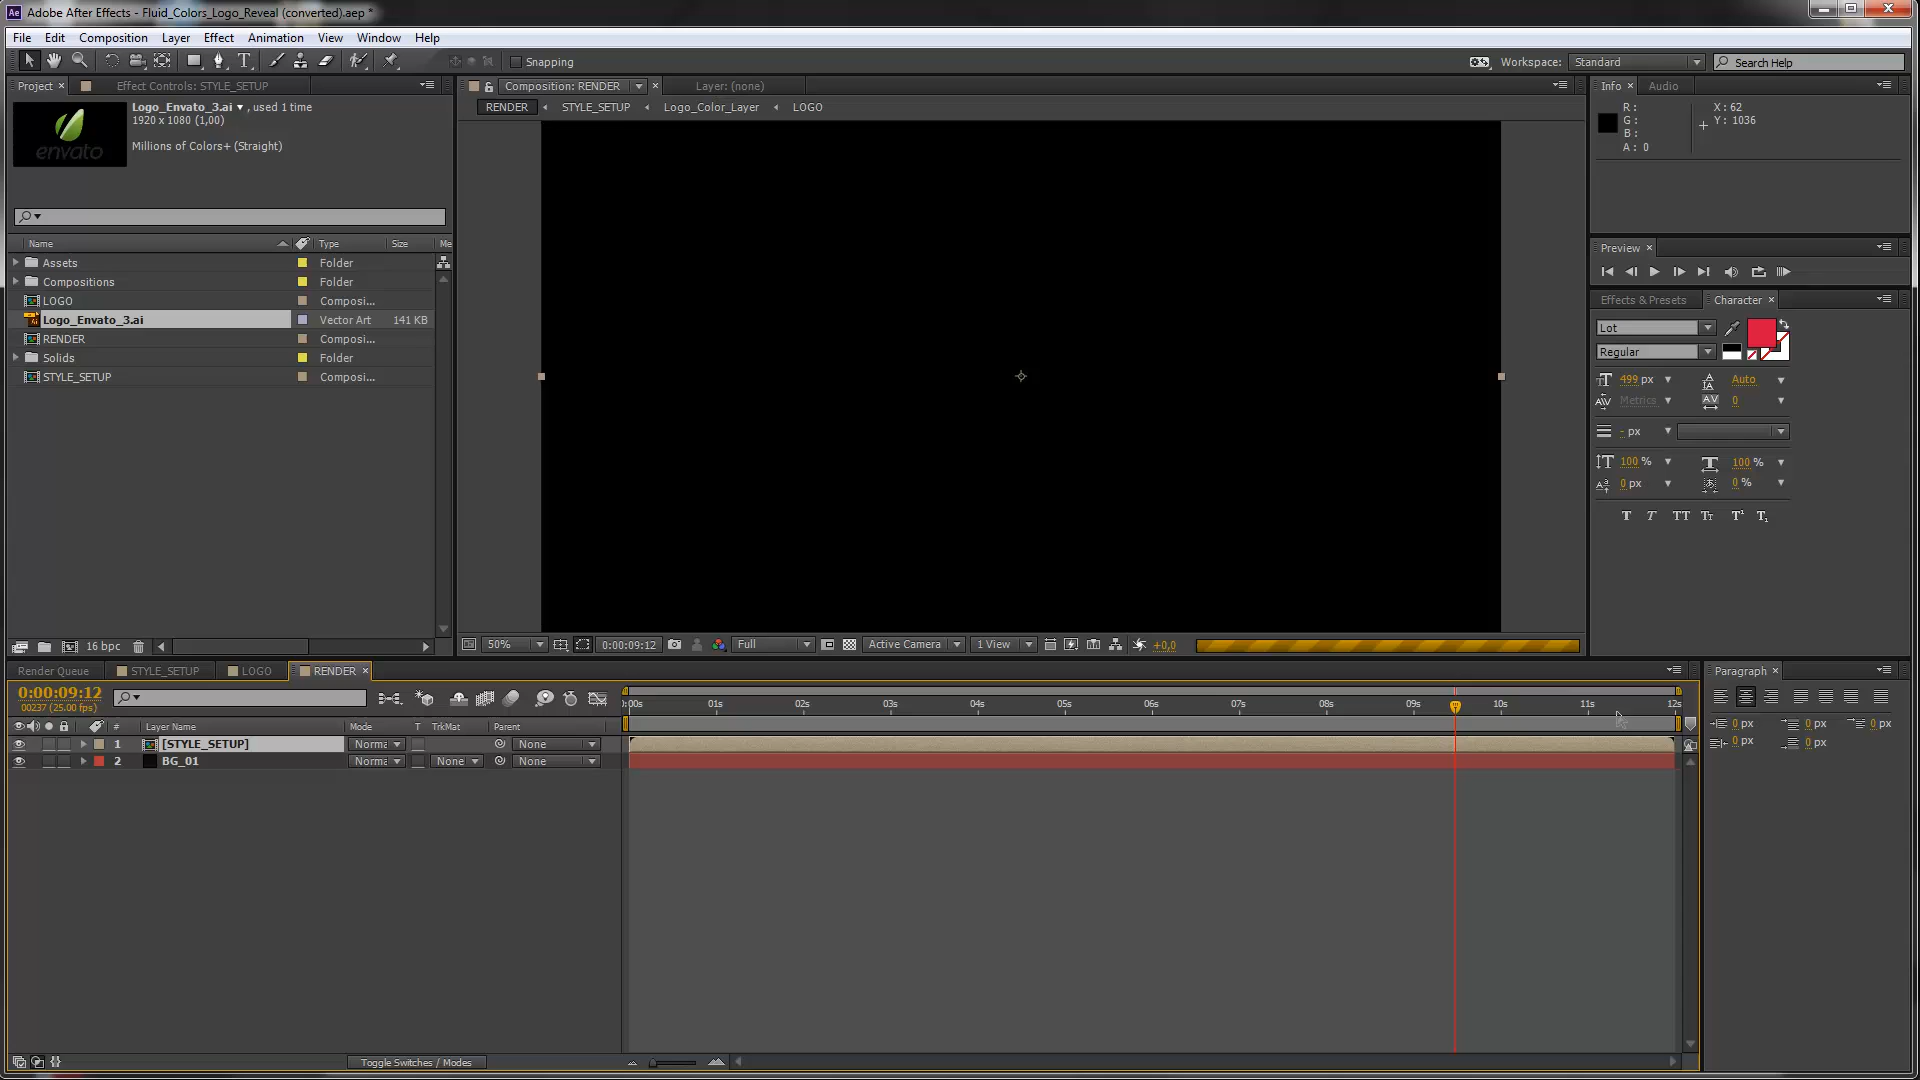 Ae Adobe After Effects - Fluid_Colors_Logo_Reveal (converted).aep *
File Edit Composition Layer Effect Animation View Window Help
Snapping
Workspace: Standard
Search Help
Project Effect Controls: STYLE_SETUP
Logo_Envato_3.ai , used 1 time
1920 x 1080 (1,00)
Millions of Colors+ (Straight)
envato
Name Type Size Me
Assets Folder
Compositions Folder
LOGO Composi...
Logo_Envato_3.ai Vector Art 141 KB
RENDER Composi...
Solids Folder
STYLE_SETUP Composi...
16 bpc
Composition: RENDER Layer: (none)
RENDER STYLE_SETUP Logo_Color_Layer LOGO
50% 0:00:09:12 Full Active Camera 1 View +0,0
Info Audio
R:
G:
B:
A: 0
X: 62
Y: 1036
Preview
Effects & Presets Character
Lot
Regular
499 px Auto
Metrics 0
- px
100 % 100 %
0 px 0 %
T T TT Tt T¹ T₁
Render Queue STYLE_SETUP LOGO RENDER
0:00:09:12
00237 (25.00 fps)
# Layer Name Mode T TrkMat Parent
1 [STYLE_SETUP] Norma None
2 BG_01 Norma None None
):00s 01s 02s 03s 04s 05s 06s 07s 08s 09s 10s 11s 12s
Toggle Switches / Modes
Paragraph
0 px 0 px 0 px
0 px 0 px